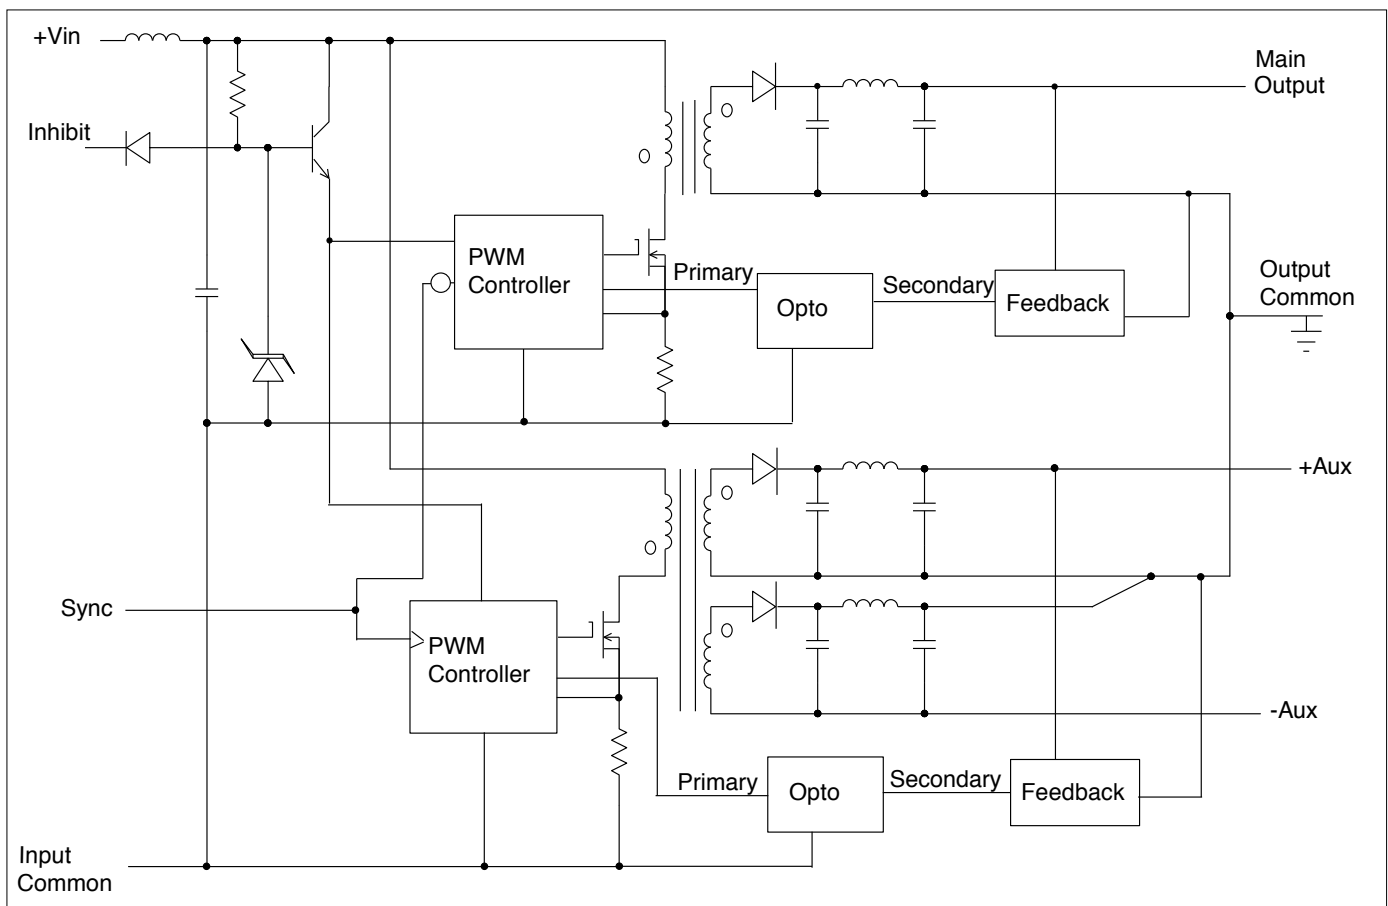 +Vin
Main
Output
Inhibit
PWM
Controller
Primary
Opto
Secondary
Feedback
Output
Common
+Aux
Sync
PWM
Controller
-Aux
Primary
Opto
Secondary
Feedback
Input
Common